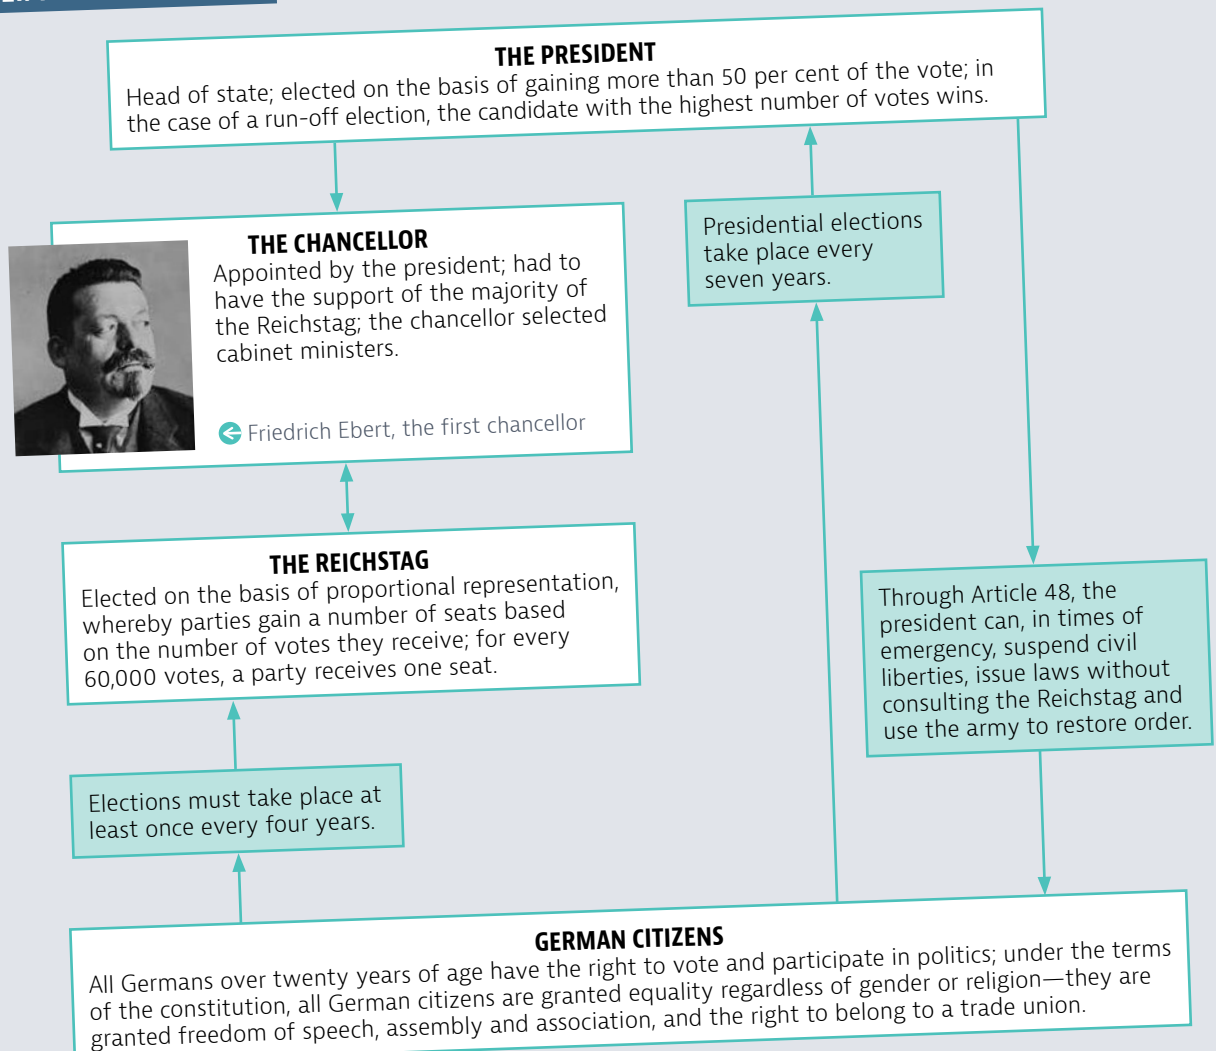 THE PRESIDENT
Head of state; elected on the basis of gaining more than 50 per cent of the vote; in
the case of a run-off election, the candidate with the highest number of votes wins.
THE CHANCELLOR
Appointed by the president; had to
have the support of the majority of
the Reichstag; the chancellor selected
cabinet ministers.
Friedrich Ebert, the first chancellor
Presidential elections
take place every
seven years.
THE REICHSTAG
Elected on the basis of proportional representation,
whereby parties gain a number of seats based
on the number of votes they receive; for every
60,000 votes, a party receives one seat.
Through Article 48, the
president can, in times of
emergency, suspend civil
liberties, issue laws without
consulting the Reichstag and
use the army to restore order.
Elections must take place at
least once every four years.
GERMAN CITIZENS
All Germans over twenty years of age have the right to vote and participate in politics; under the terms
of the constitution, all German citizens are granted equality regardless of gender or religion—they are
granted freedom of speech, assembly and association, and the right to belong to a trade union.